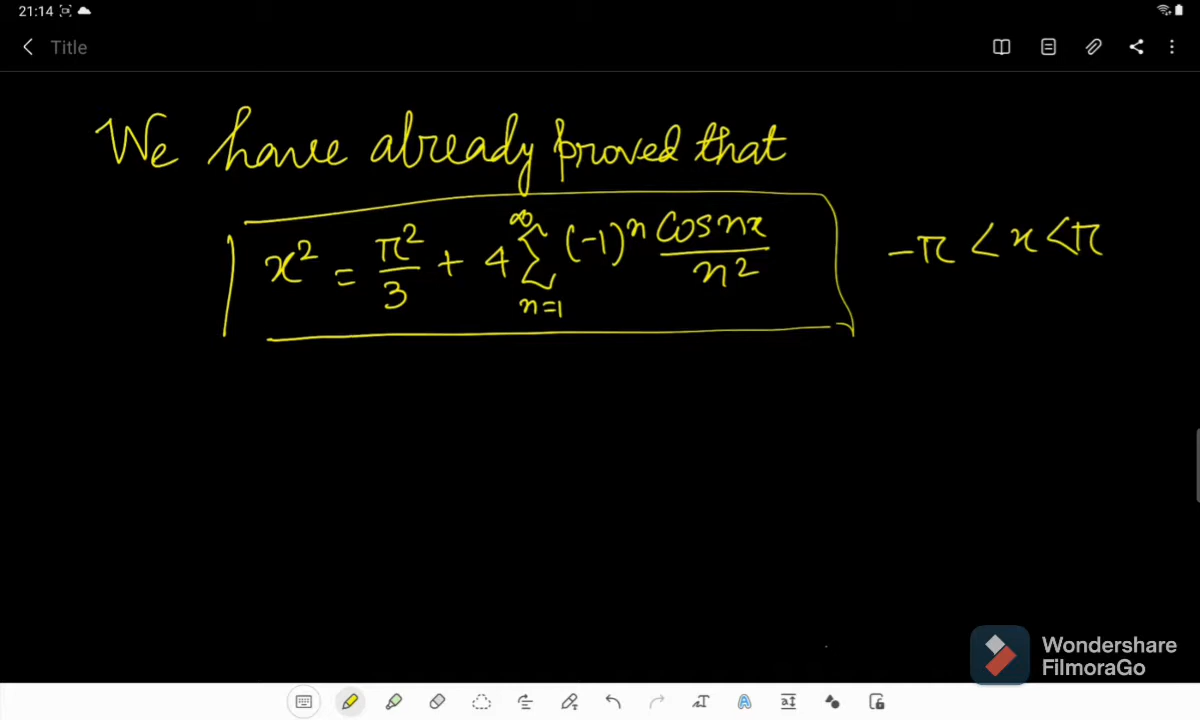 21:14
Title
We have already proved that
x² = π²/3 + 4 ∑_{n=1}^{∞} (-1)^n cos nx / n²   -π < x < π
Wondershare
FilmoraGo